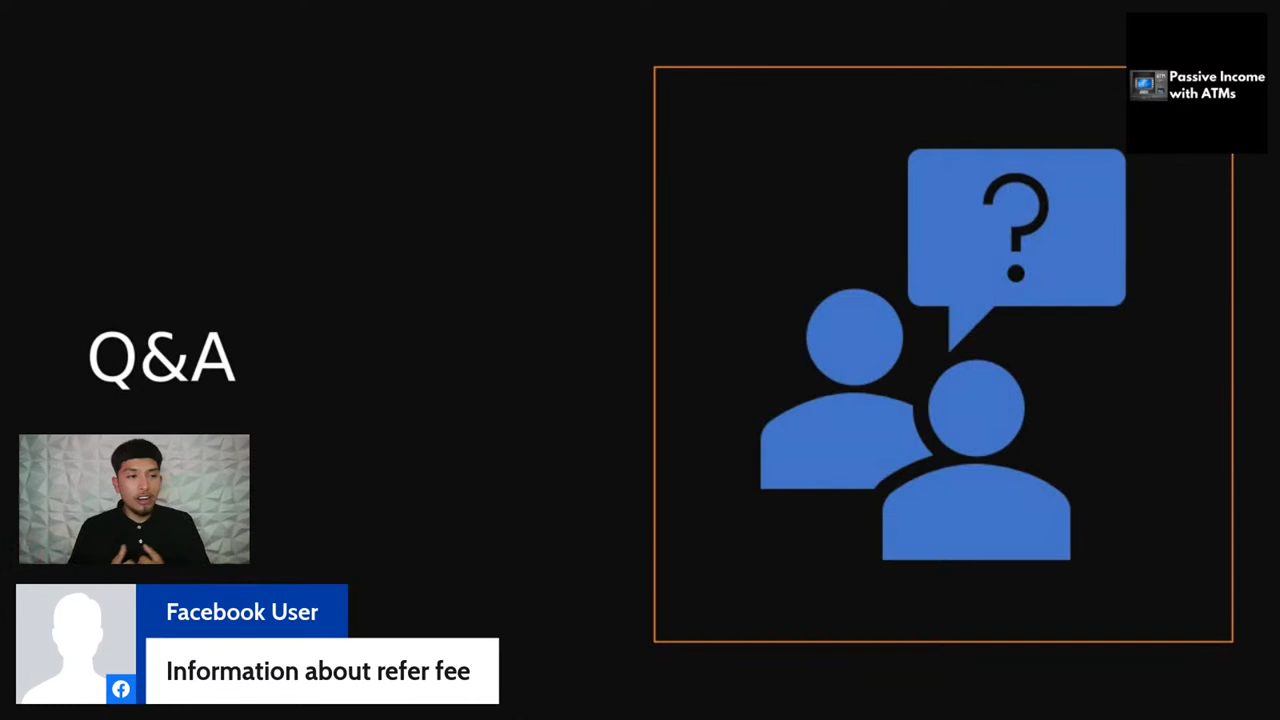 Passive Income
with ATMs
?
Q&A
Facebook User
Information about refer fee